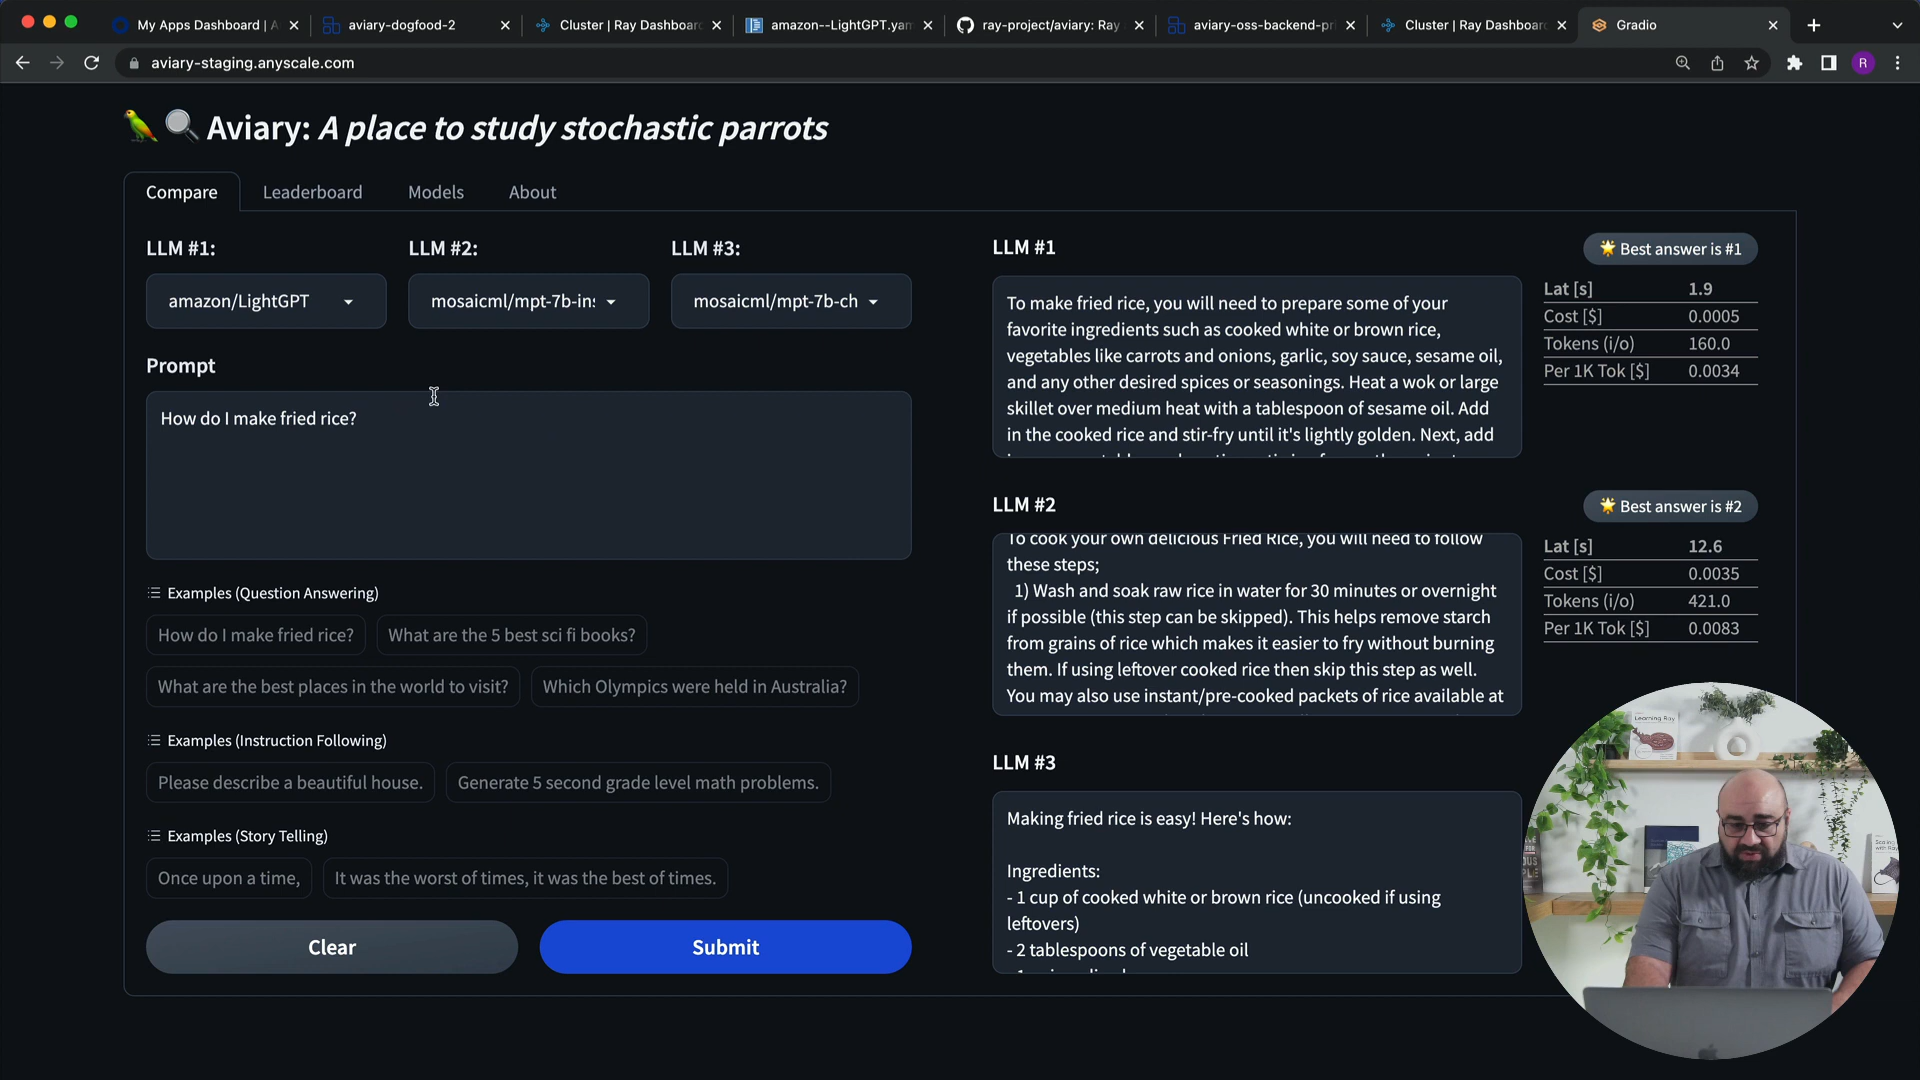 My Apps Dashboard | A
aviary-dogfood-2
Cluster | Ray Dashboar
amazon--LightGPT.yam
ray-project/aviary: Ray
aviary-oss-backend-pri
Cluster | Ray Dashboar
Gradio
aviary-staging.anyscale.com
R
Aviary: A place to study stochastic parrots
Compare
Leaderboard
Models
About
LLM #1:
LLM #2:
LLM #3:
amazon/LightGPT
mosaicml/mpt-7b-ins
mosaicml/mpt-7b-ch
Prompt
How do I make fried rice?
Examples (Question Answering)
How do I make fried rice?
What are the 5 best sci fi books?
What are the best places in the world to visit?
Which Olympics were held in Australia?
Examples (Instruction Following)
Please describe a beautiful house.
Generate 5 second grade level math problems.
Examples (Story Telling)
Once upon a time,
It was the worst of times, it was the best of times.
Clear
Submit
LLM #1
Best answer is #1
To make fried rice, you will need to prepare some of your
favorite ingredients such as cooked white or brown rice,
vegetables like carrots and onions, garlic, soy sauce, sesame oil,
and any other desired spices or seasonings. Heat a wok or large
skillet over medium heat with a tablespoon of sesame oil. Add
in the cooked rice and stir-fry until it's lightly golden. Next, add
Lat [s] 1.9
Cost [$] 0.0005
Tokens (i/o) 160.0
Per 1K Tok [$] 0.0034
LLM #2
Best answer is #2
To cook your own delicious Fried Rice, you will need to follow
these steps;
1) Wash and soak raw rice in water for 30 minutes or overnight
if possible (this step can be skipped). This helps remove starch
from grains of rice which makes it easier to fry without burning
them. If using leftover cooked rice then skip this step as well.
You may also use instant/pre-cooked packets of rice available at
Lat [s] 12.6
Cost [$] 0.0035
Tokens (i/o) 421.0
Per 1K Tok [$] 0.0083
LLM #3
Making fried rice is easy! Here's how:
Ingredients:
- 1 cup of cooked white or brown rice (uncooked if using
leftovers)
- 2 tablespoons of vegetable oil
Learning Ray